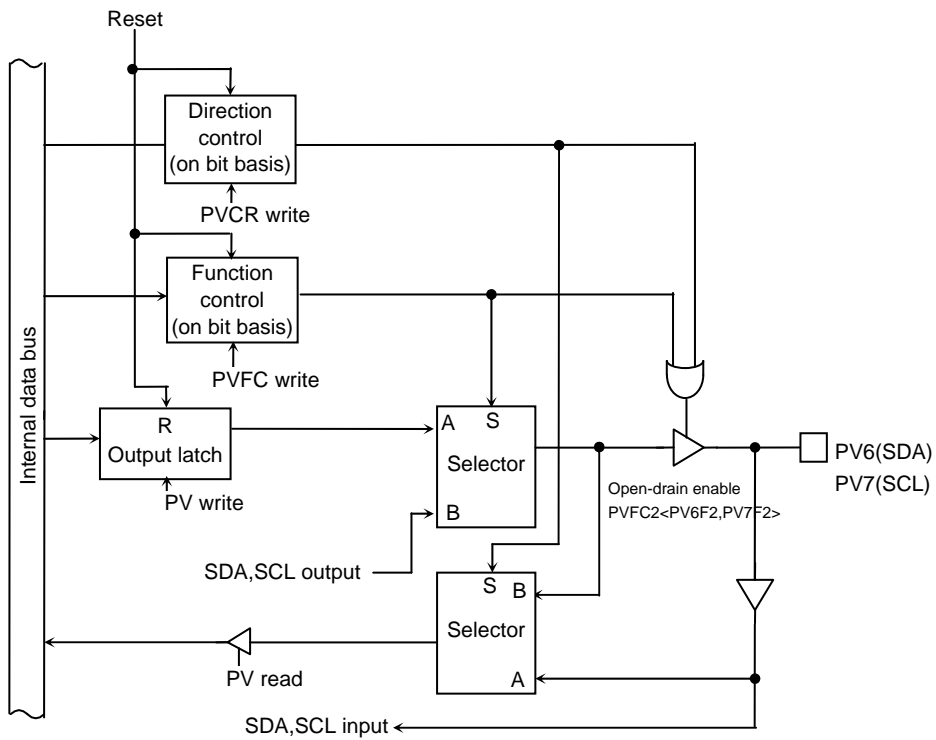 Reset
Direction
control
(on bit basis)
PVCR write
Function
control
(on bit basis)
PVFC write
Internal data bus
R
Output latch
PV write
A
S
Selector
B
PV6(SDA)
PV7(SCL)
Open-drain enable
PVFC2<PV6F2,PV7F2>
SDA,SCL output
S
B
Selector
A
PV read
SDA,SCL input